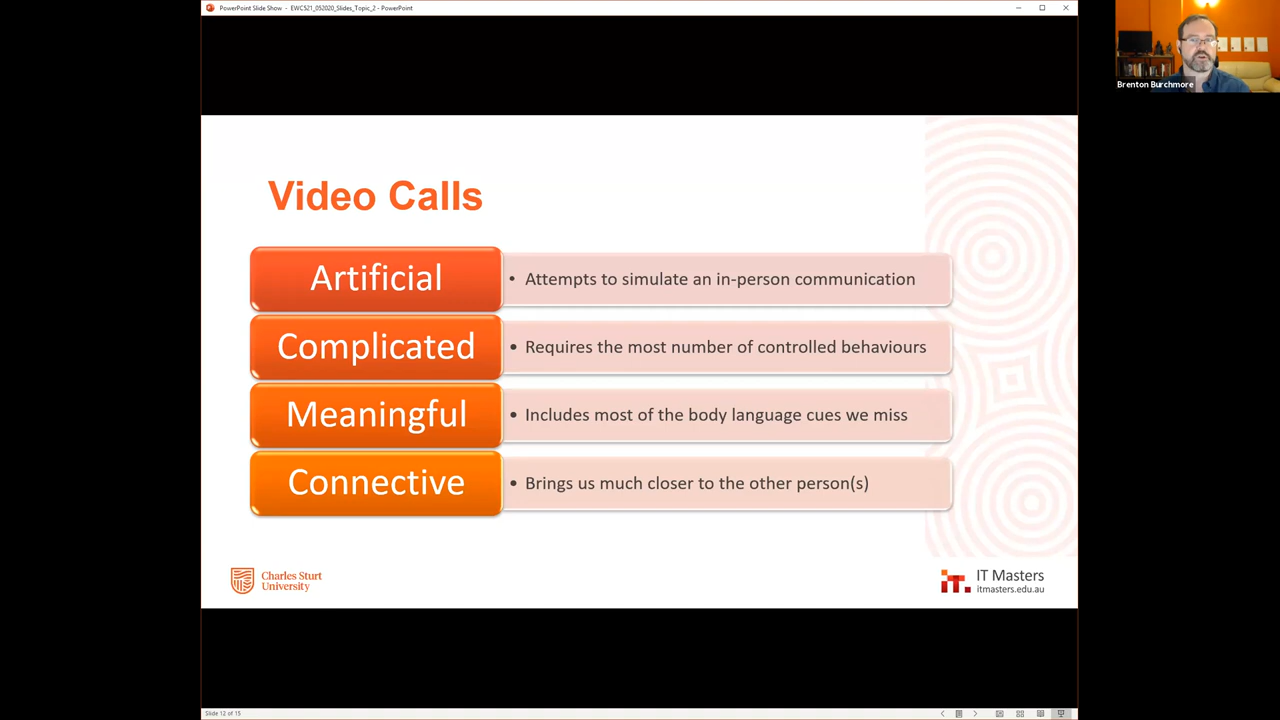 PowerPoint Slide Show - EWC521_052020_Slides_Topic_2 - PowerPoint
Brenton Burchmore
Video Calls
Artificial
• Attempts to simulate an in-person communication
Complicated
• Requires the most number of controlled behaviours
Meaningful
• Includes most of the body language cues we miss
Connective
• Brings us much closer to the other person(s)
Charles Sturt
University
IT Masters
itmasters.edu.au
Slide 12 of 15